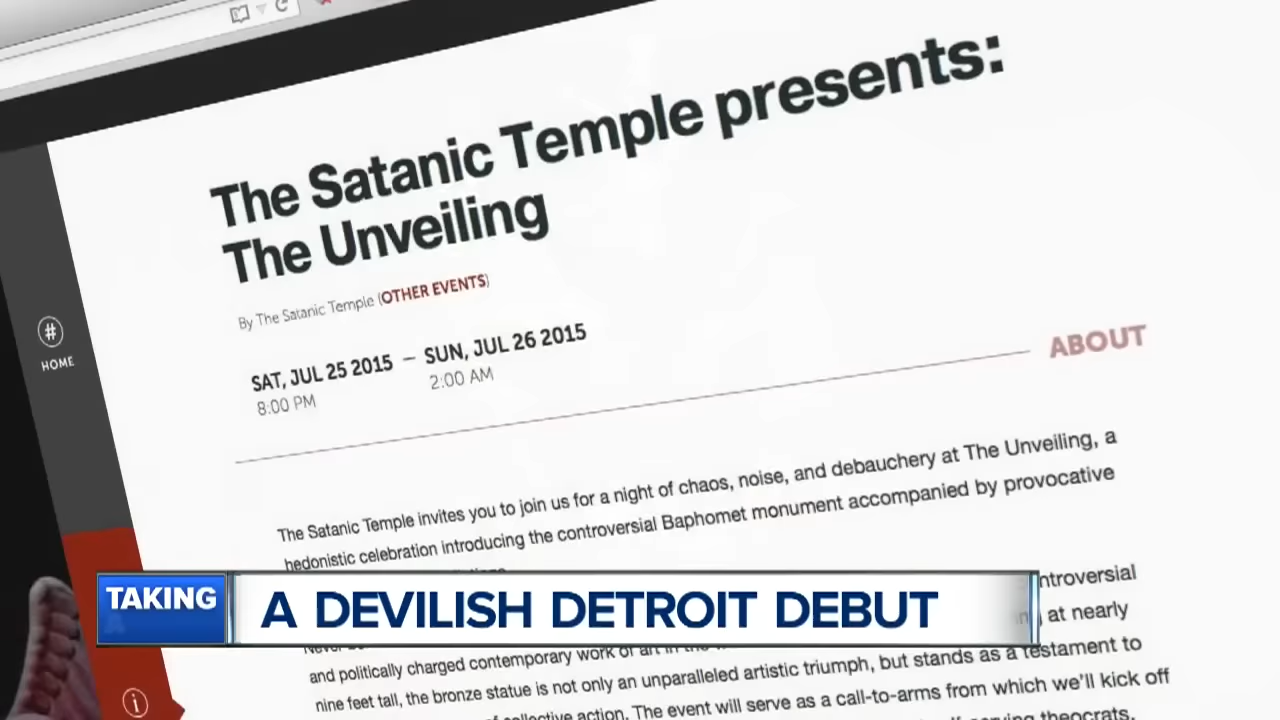 The Satanic Temple presents:
The Unveiling
By The Satanic Temple (OTHER EVENTS)
SAT, JUL 25 2015 – SUN, JUL 26 2015
8:00 PM
2:00 AM
#
HOME
ABOUT
The Satanic Temple invites you to join us for a night of chaos, noise, and debauchery at The Unveiling, a
hedonistic celebration introducing the controversial Baphomet monument accompanied by provocative
TAKING
A DEVILISH DETROIT DEBUT
at nearly
and politically charged contemporary work of art in the
nine feet tall, the bronze statue is not only an unparalleled artistic triumph, but stands as a testament to
collective action. The event will serve as a call-to-arms from which we'll kick off
serving theocrats.
i